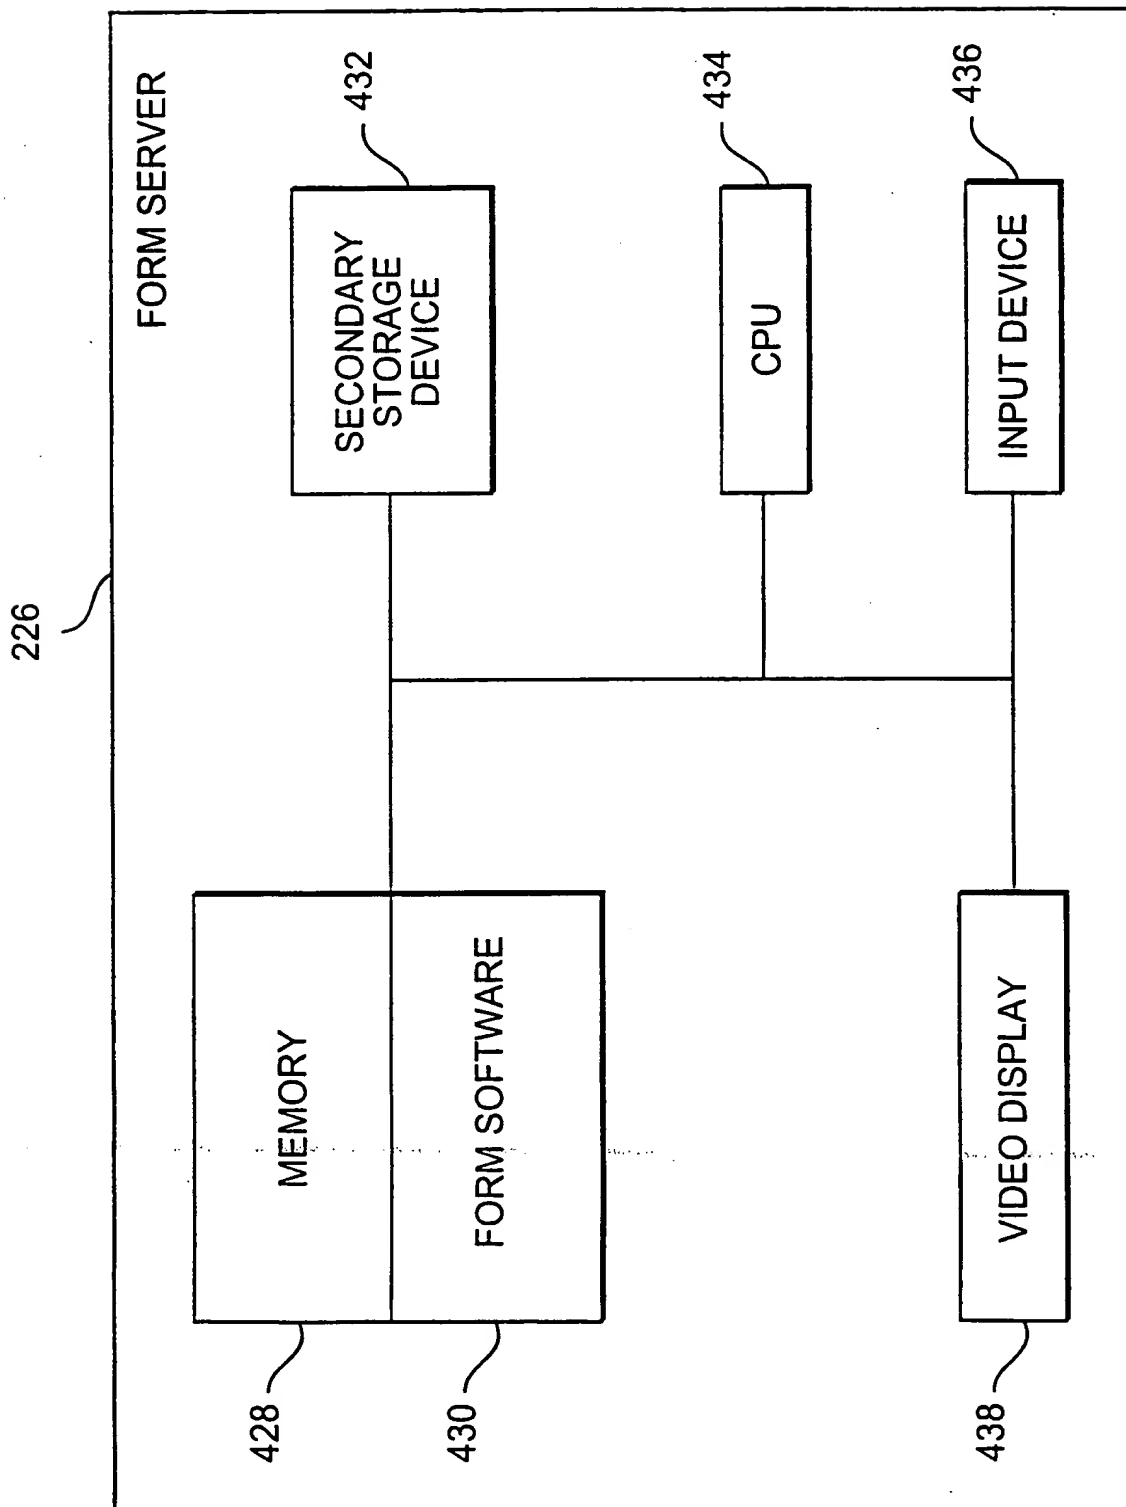 226
FORM SERVER
428
MEMORY
430
FORM SOFTWARE
SECONDARY
STORAGE
DEVICE
432
CPU
434
438
VIDEO DISPLAY
INPUT DEVICE
436